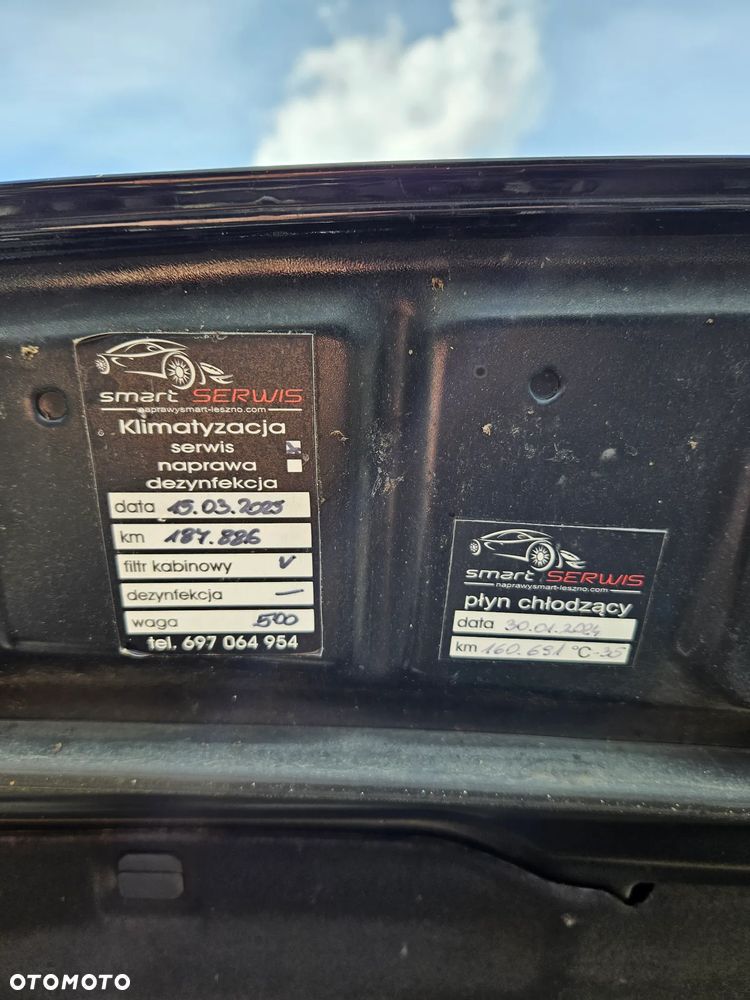 smart SERWIS
naprawysmart-leszno.com
Klimatyzacja
serwis
naprawa
dezynfekcja
data 15.03.2025
km 187.886
filtr kabinowy v
dezynfekcja —
waga 500
tel. 697 064 954
smart SERWIS
naprawysmart-leszno.com
płyn chłodzący
data 30.01.2024
km 160.691 °C -35
OTOMOTO